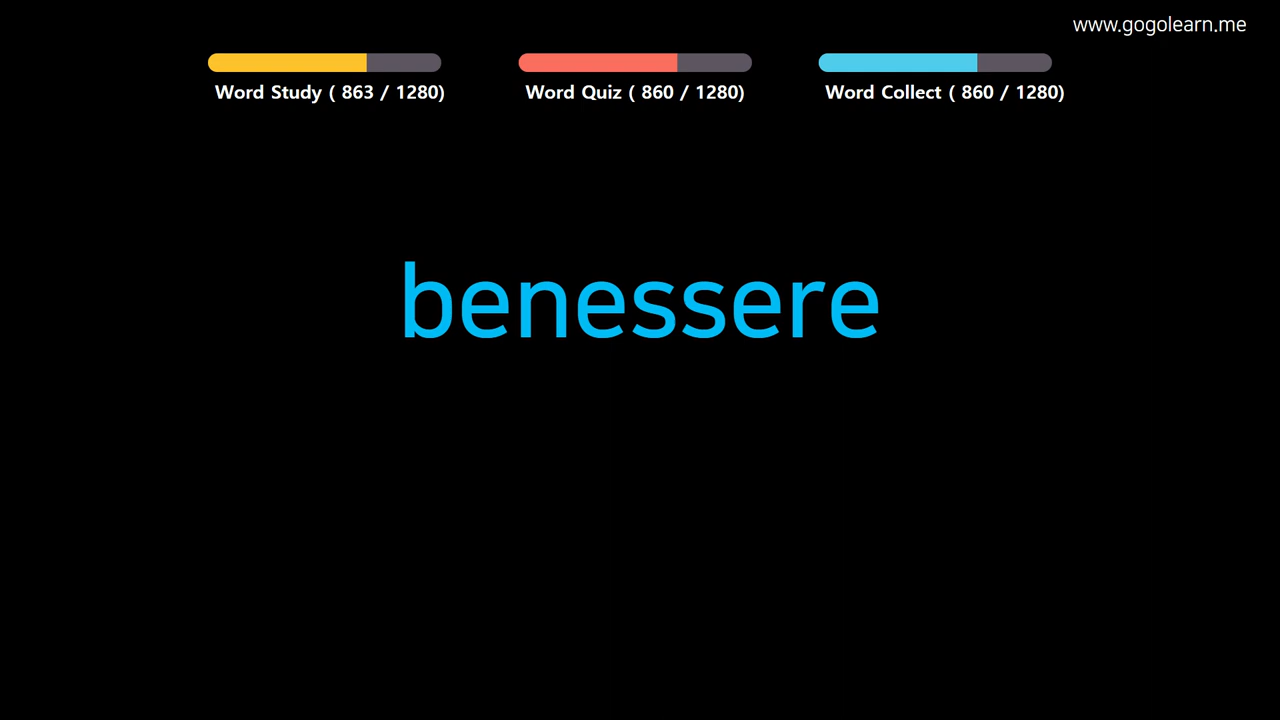 www.gogolearn.me
Word Study ( 863 / 1280)
Word Quiz ( 860 / 1280)
Word Collect ( 860 / 1280)
benessere